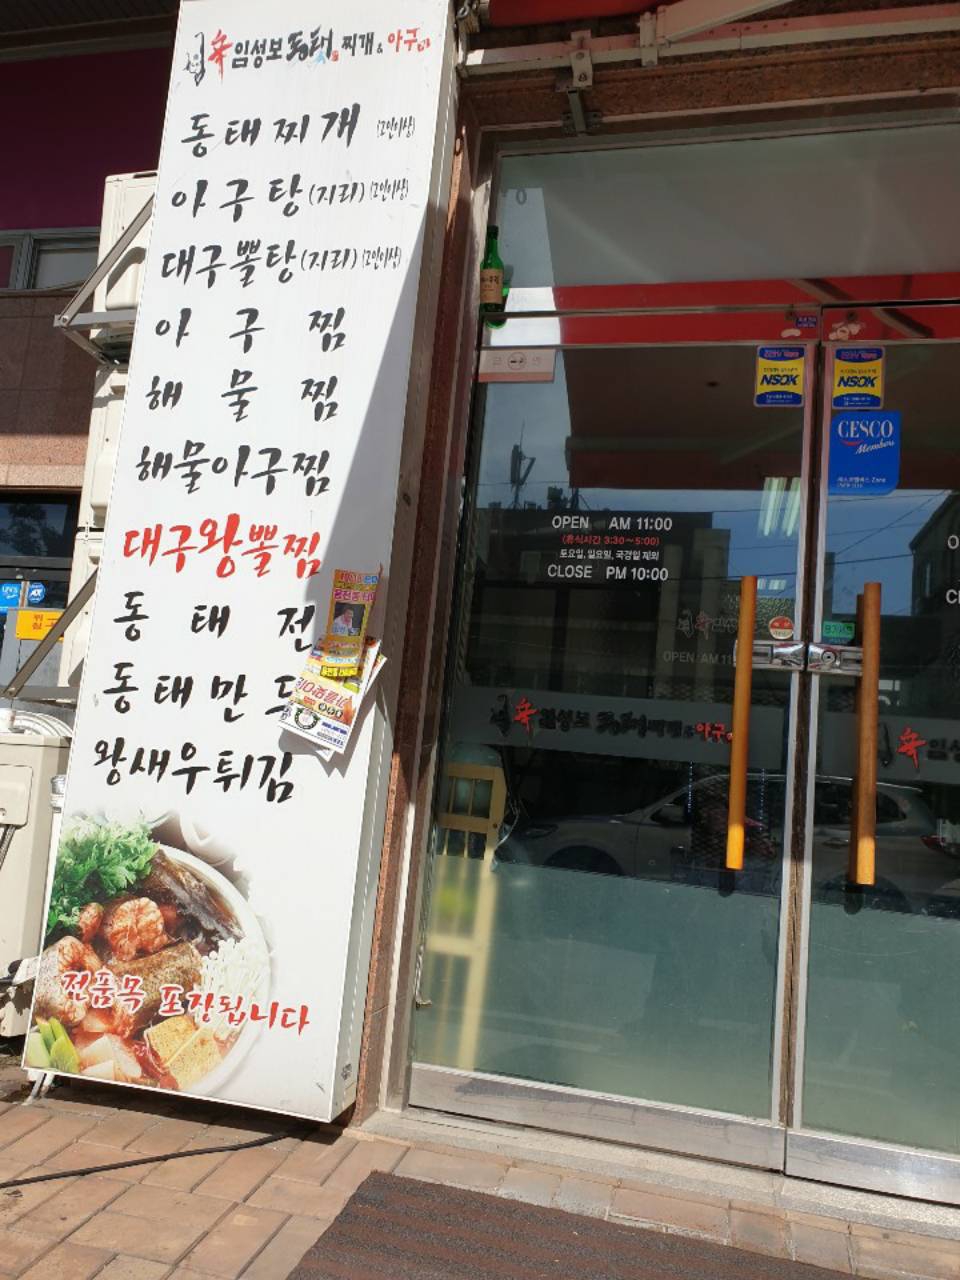 辛 임성보 동태 찌개 & 아구찜
동태찌개 (2인이상)
아구탕(지리) (2인이상)
대구뽈탕(지리) (2인이상)
아구찜
해물찜
해물아구찜
대구왕뽈찜
동태전
동태만두
왕새우튀김
전품목 포장됩니다
NSOK
NSOK
CESCO
Members
OPEN AM 11:00
(휴식시간 3:30~5:00)
토요일, 일요일, 국경일 제외
CLOSE PM 10:00
OPEN AM 11
辛 임성보 동태찌개 & 아구
辛 임성